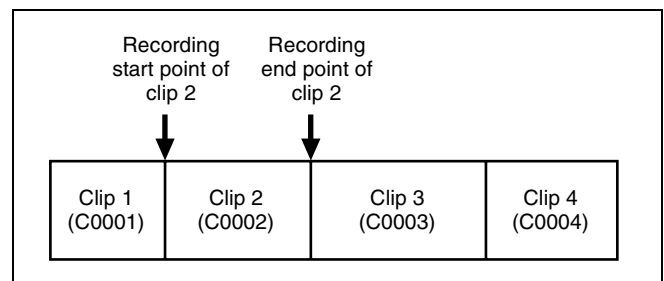 Recording
start point of
clip 2
Recording
end point of
clip 2
Clip 1
(C0001)
Clip 2
(C0002)
Clip 3
(C0003)
Clip 4
(C0004)